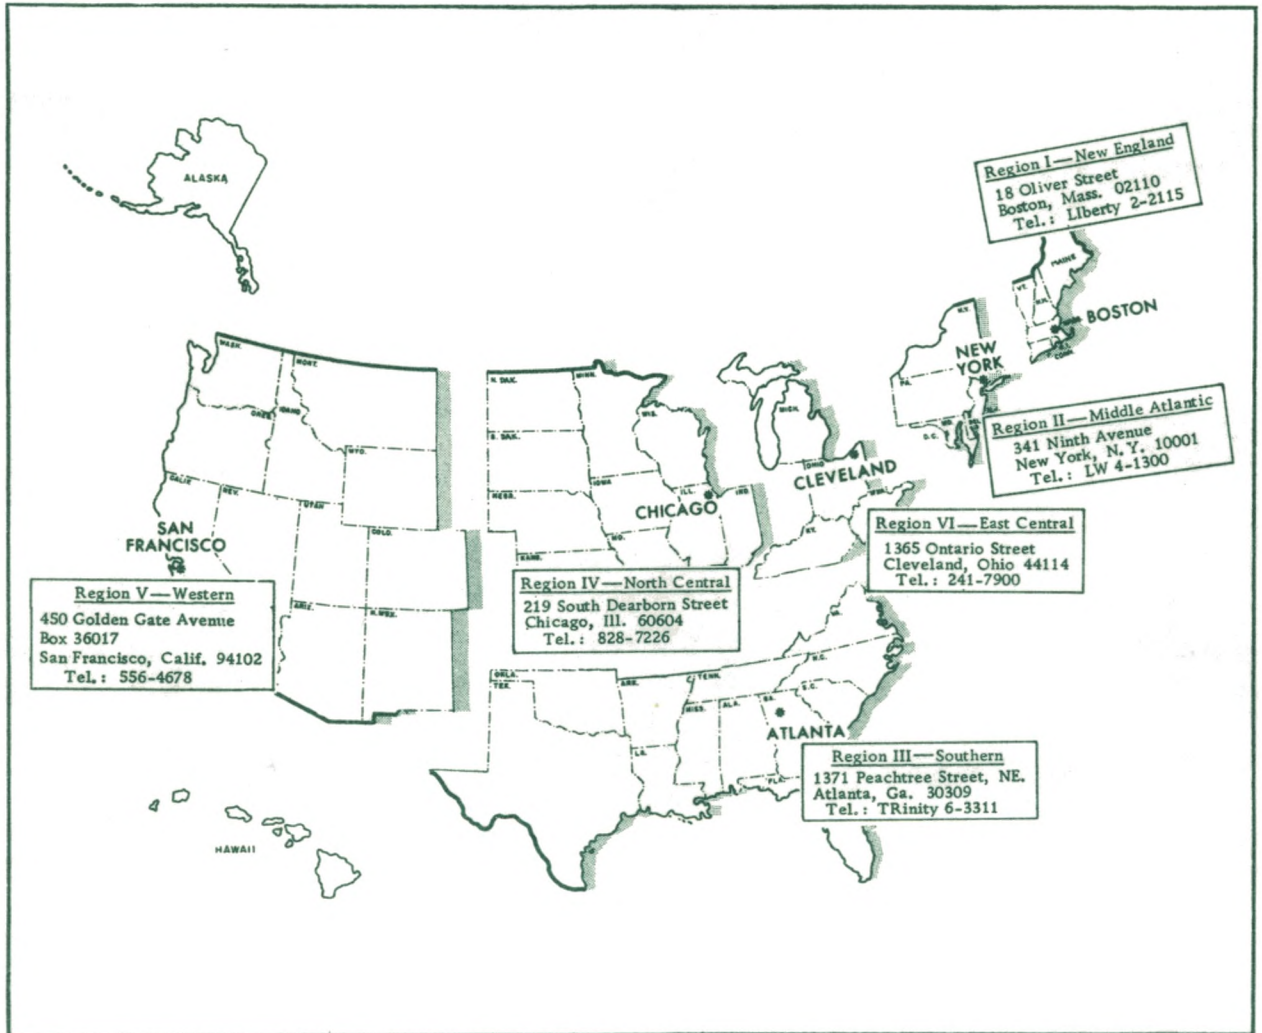 ALASKA
Region I—New England
18 Oliver Street
Boston, Mass. 02110
Tel.: LIberty 2-2115
MAINE
VT.
N.H.
MASS.
R.I.
CONN.
BOSTON
N.Y.
NEW
YORK
PA.
D.C.
MD.
Region II—Middle Atlantic
341 Ninth Avenue
New York, N.Y. 10001
Tel.: LW 4-1300
WASH.
MONT.
OREG.
IDAHO
WYO.
CALIF.
NEV.
UTAH
COLO.
ARIZ.
N.MEX.
SAN
FRANCISCO
Region V—Western
450 Golden Gate Avenue
Box 36017
San Francisco, Calif. 94102
Tel.: 556-4678
N. DAK.
MINN.
S. DAK.
WIS.
NEBR.
IOWA
ILL.
IND.
KANS.
MO.
CHICAGO
Region IV—North Central
219 South Dearborn Street
Chicago, Ill. 60604
Tel.: 828-7226
MICH.
OHIO
CLEVELAND
KY.
Region VI—East Central
1365 Ontario Street
Cleveland, Ohio 44114
Tel.: 241-7900
OKLA.
TEX.
ARK.
LA.
TENN.
MISS.
ALA.
GA.
FLA.
VA.
N.C.
S.C.
ATLANTA
Region III—Southern
1371 Peachtree Street, NE.
Atlanta, Ga. 30309
Tel.: TRinity 6-3311
HAWAII